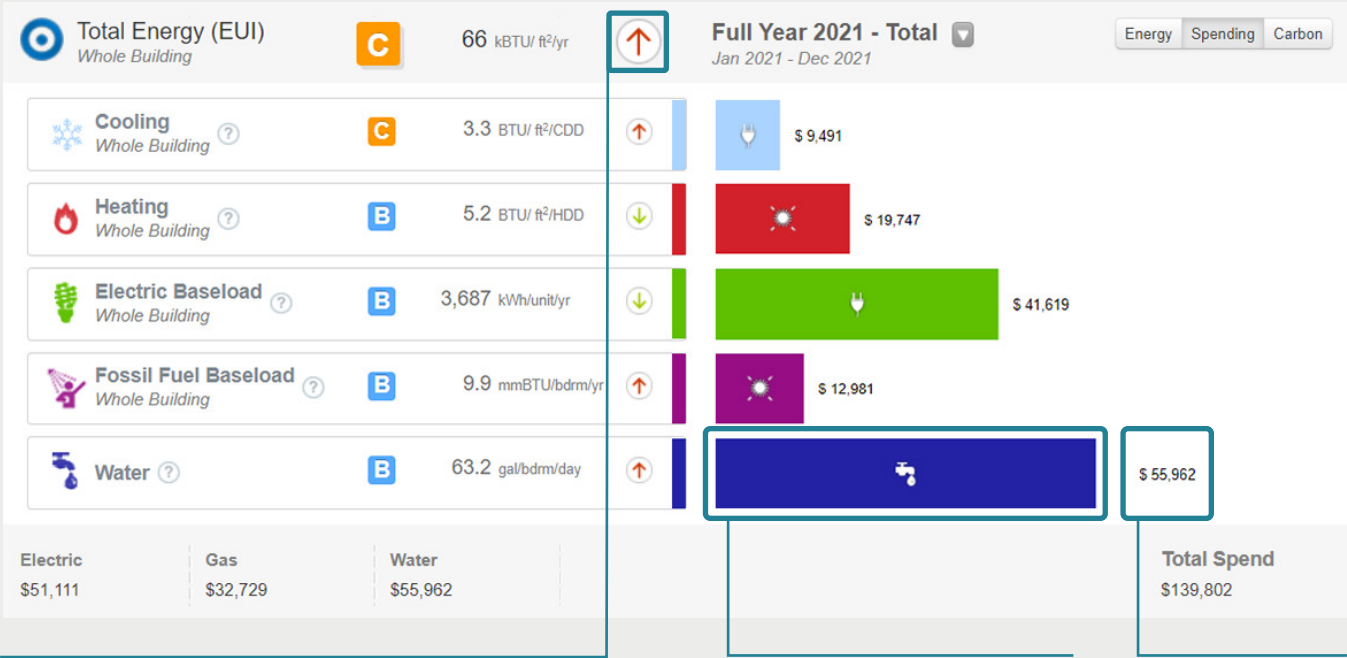 Total Energy (EUI)
Whole Building
C
66 kBTU/ ft²/yr
Full Year 2021 - Total
Jan 2021 - Dec 2021
Energy Spending Carbon
Cooling
Whole Building
?
C
3.3 BTU/ ft²/CDD
$ 9,491
Heating
Whole Building
?
B
5.2 BTU/ ft²/HDD
$ 19,747
Electric Baseload
Whole Building
?
B
3,687 kWh/unit/yr
$ 41,619
Fossil Fuel Baseload
Whole Building
?
B
9.9 mmBTU/bdrm/yr
$ 12,981
Water
?
B
63.2 gal/bdrm/day
$ 55,962
Electric
$51,111
Gas
$32,729
Water
$55,962
Total Spend
$139,802